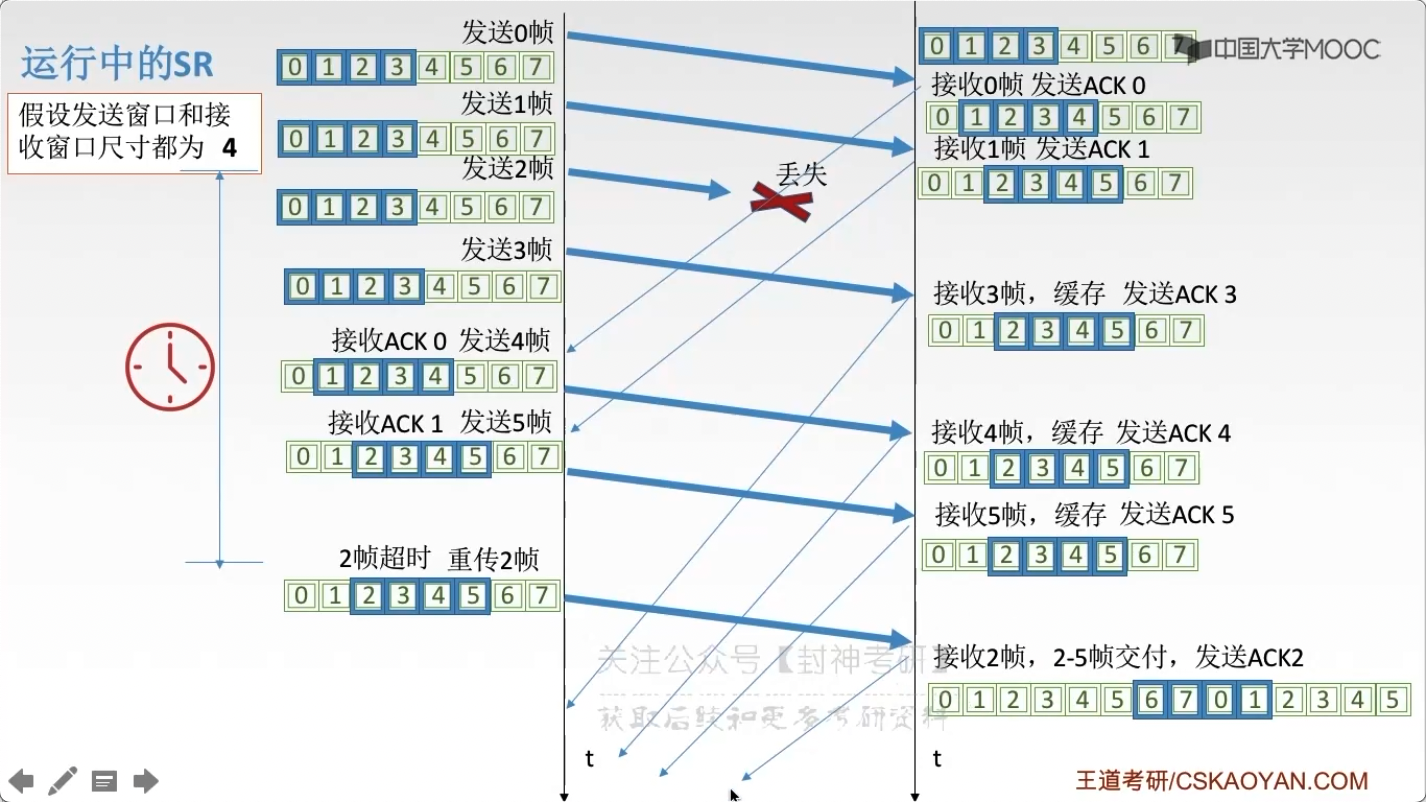 运行中的SR
假设发送窗口和接
收窗口尺寸都为 4
发送0帧
0 1 2 3 4 5 6 7
发送1帧
0 1 2 3 4 5 6 7
发送2帧
0 1 2 3 4 5 6 7
发送3帧
0 1 2 3 4 5 6 7
接收ACK 0 发送4帧
0 1 2 3 4 5 6 7
接收ACK 1 发送5帧
0 1 2 3 4 5 6 7
2帧超时 重传2帧
0 1 2 3 4 5 6 7
丢失
0 1 2 3 4 5 6 7
中国大学MOOC
接收0帧 发送ACK 0
0 1 2 3 4 5 6 7
接收1帧 发送ACK 1
0 1 2 3 4 5 6 7
接收3帧，缓存 发送ACK 3
0 1 2 3 4 5 6 7
接收4帧，缓存 发送ACK 4
0 1 2 3 4 5 6 7
接收5帧，缓存 发送ACK 5
0 1 2 3 4 5 6 7
接收2帧，2-5帧交付，发送ACK2
0 1 2 3 4 5 6 7 0 1 2 3 4 5
关注公众号【封神考研】
获取后续和更多考研资料
t
t
王道考研/CSKAOYAN.COM